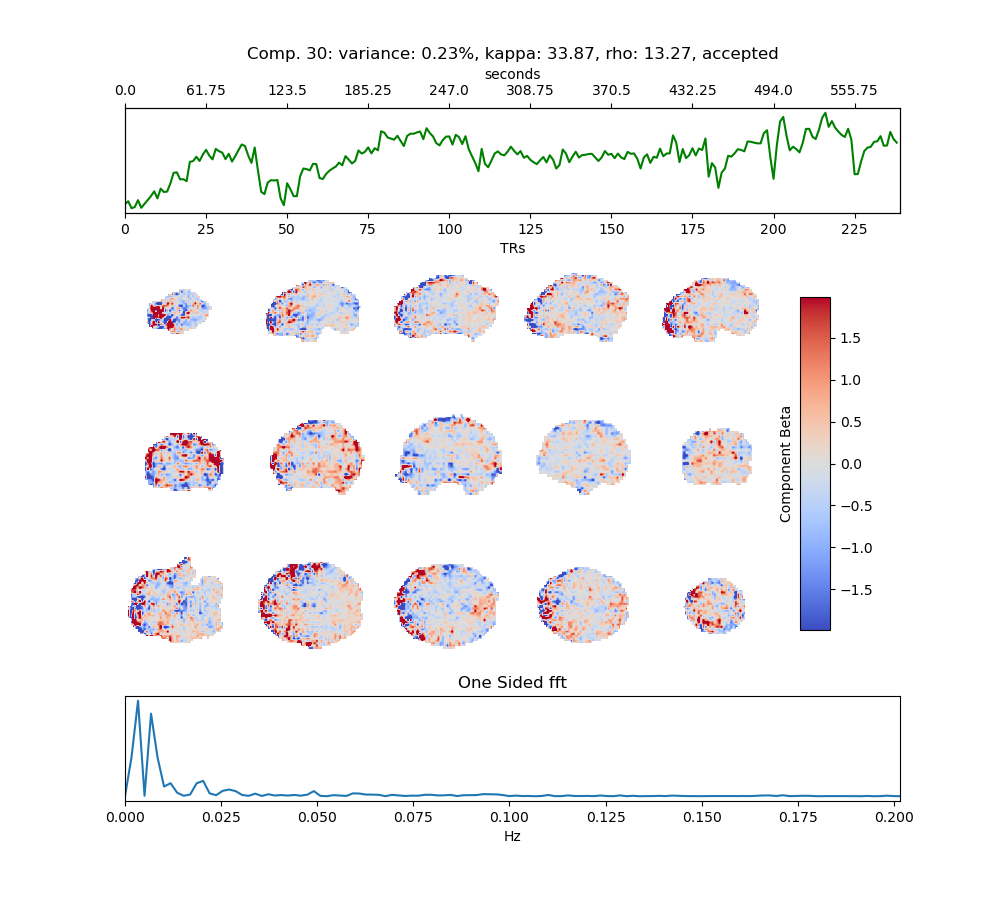 Comp. 30: variance: 0.23%, kappa: 33.87, rho: 13.27, accepted
seconds
0.0 61.75 123.5 185.25 247.0 308.75 370.5 432.25 494.0 555.75
0 25 50 75 100 125 150 175 200 225
TRs
1.5
1.0
0.5
0.0
−0.5
−1.0
−1.5
Component Beta
One Sided fft
0.000 0.025 0.050 0.075 0.100 0.125 0.150 0.175 0.200
Hz